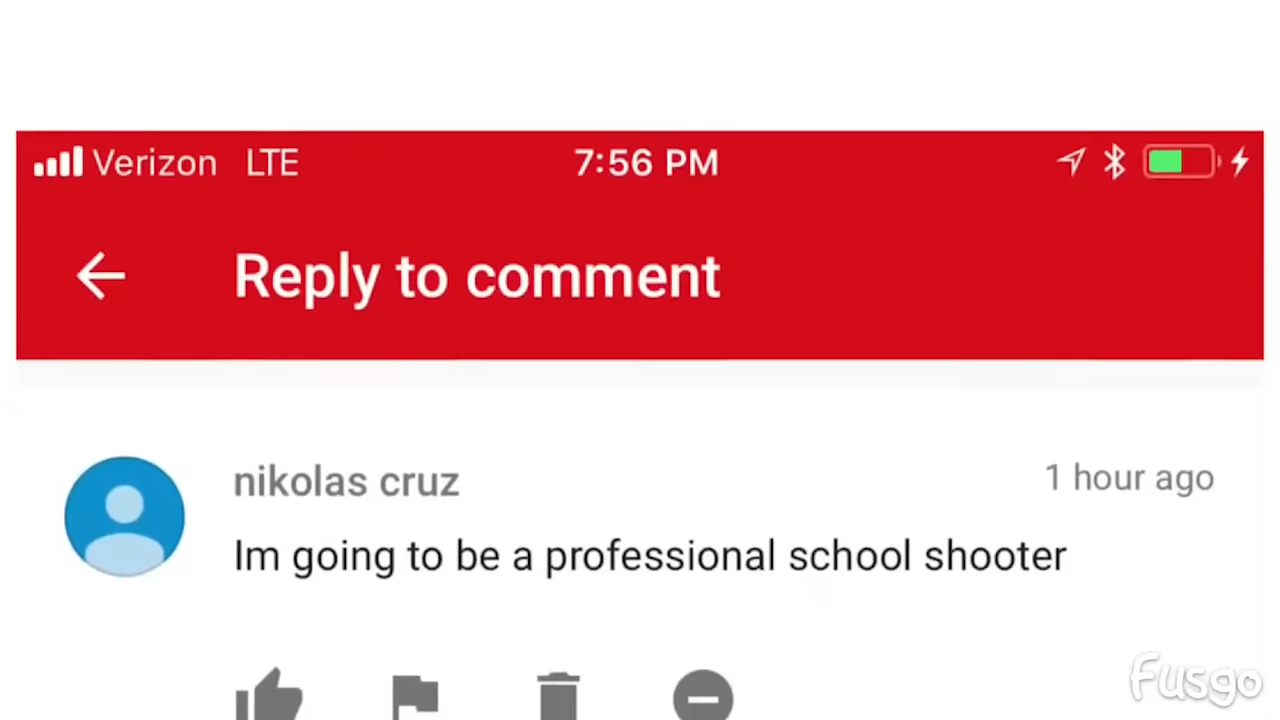 Verizon LTE 7:56 PM
Reply to comment
nikolas cruz 1 hour ago
Im going to be a professional school shooter
Fusgo